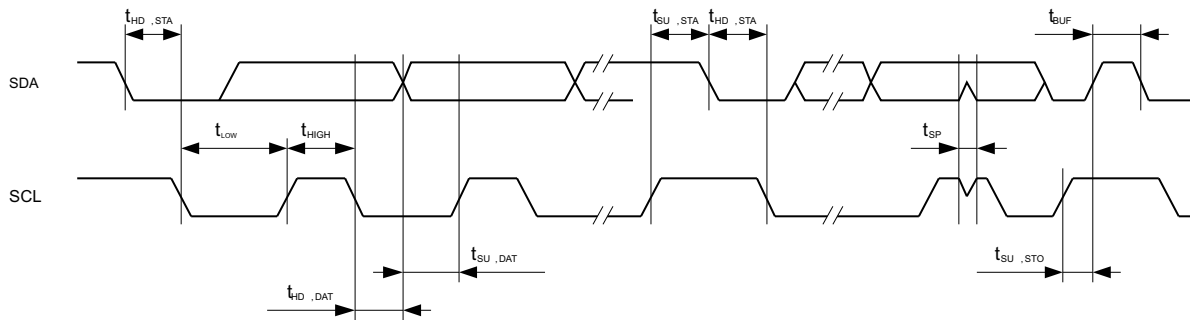 tHD,STA tSU,STA tHD,STA tBUF
SDA
tLOW tHIGH tSP
SCL
tSU,DAT tSU,STO
tHD,DAT